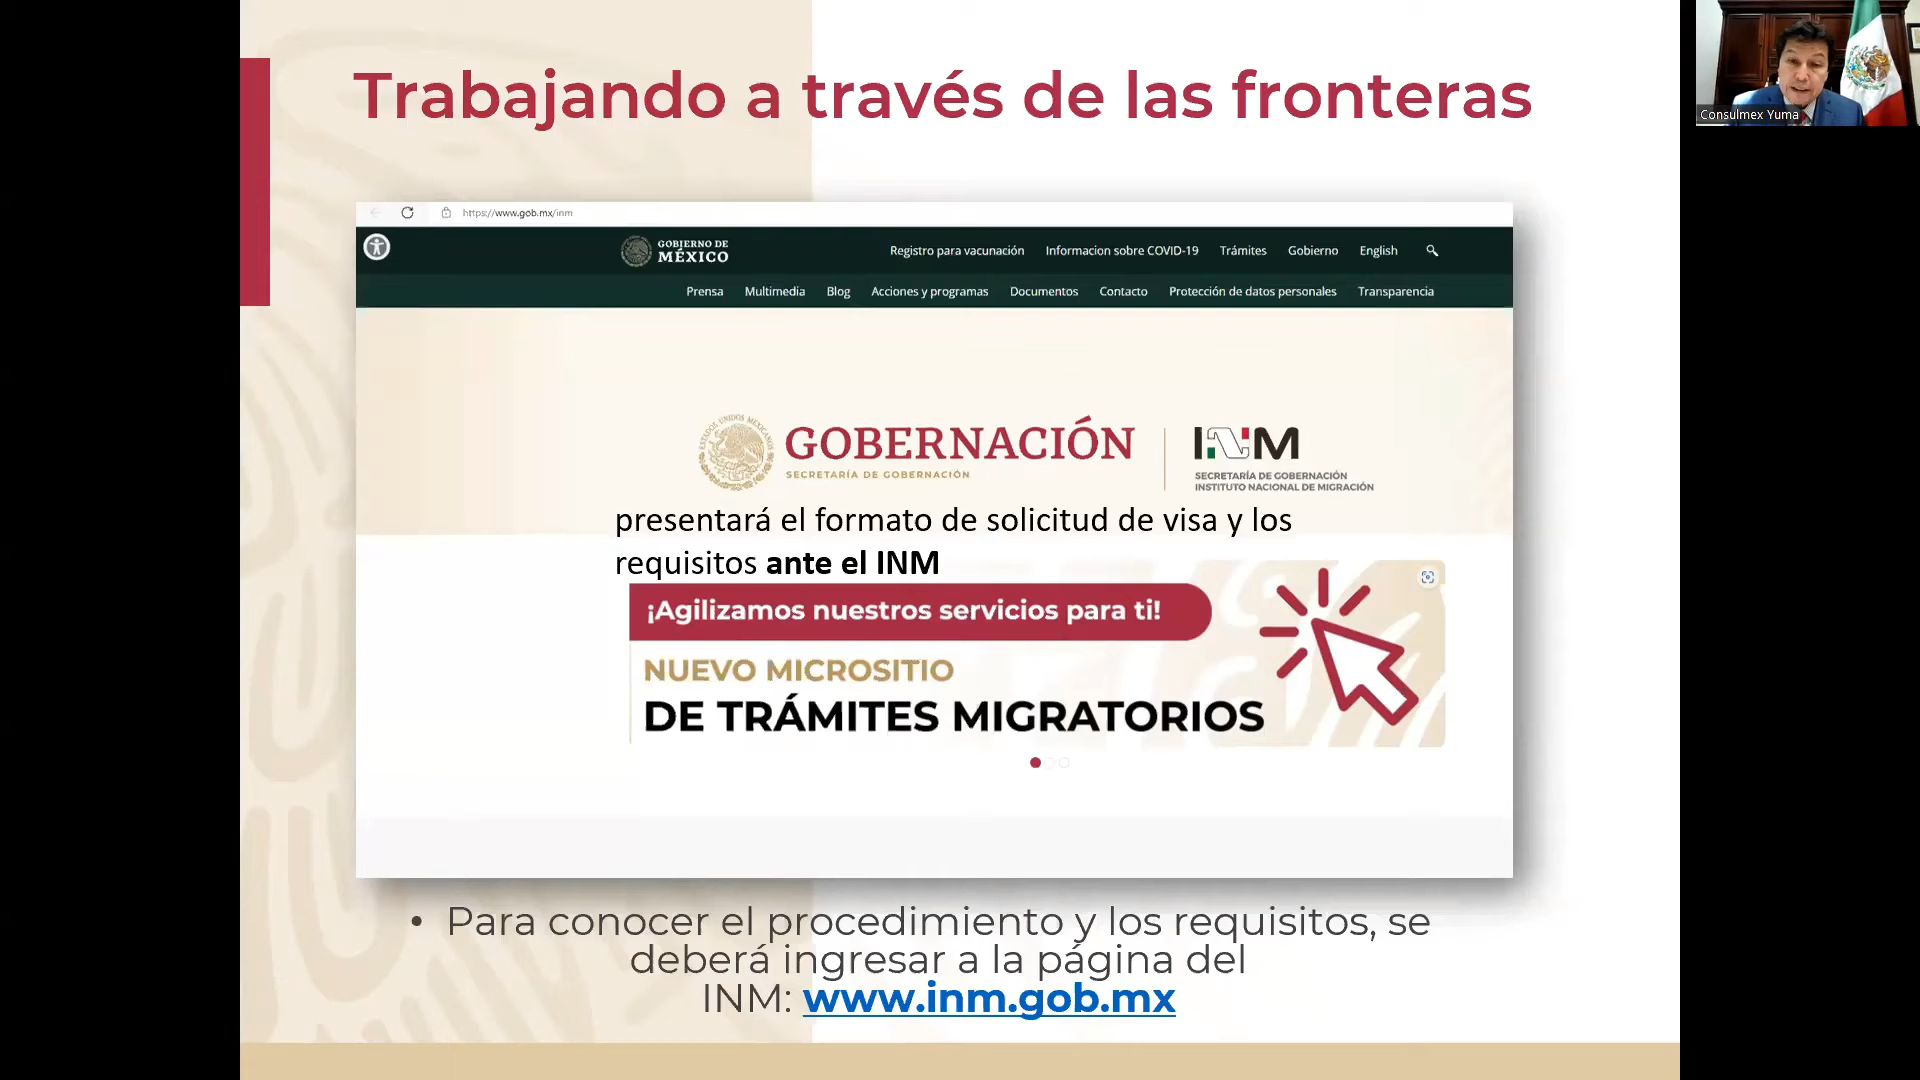 Trabajando a través de las fronteras
Consulmex Yuma
https://www.gob.mx/inm
GOBIERNO DE
MÉXICO
Registro para vacunación Informacion sobre COVID-19 Trámites Gobierno English
Prensa Multimedia Blog Acciones y programas Documentos Contacto Protección de datos personales Transparencia
GOBERNACIÓN
SECRETARÍA DE GOBERNACIÓN
INM
SECRETARÍA DE GOBERNACIÓN
INSTITUTO NACIONAL DE MIGRACIÓN
presentará el formato de solicitud de visa y los
requisitos ante el INM
¡Agilizamos nuestros servicios para ti!
NUEVO MICROSITIO
DE TRÁMITES MIGRATORIOS
• Para conocer el procedimiento y los requisitos, se
deberá ingresar a la página del
INM: www.inm.gob.mx